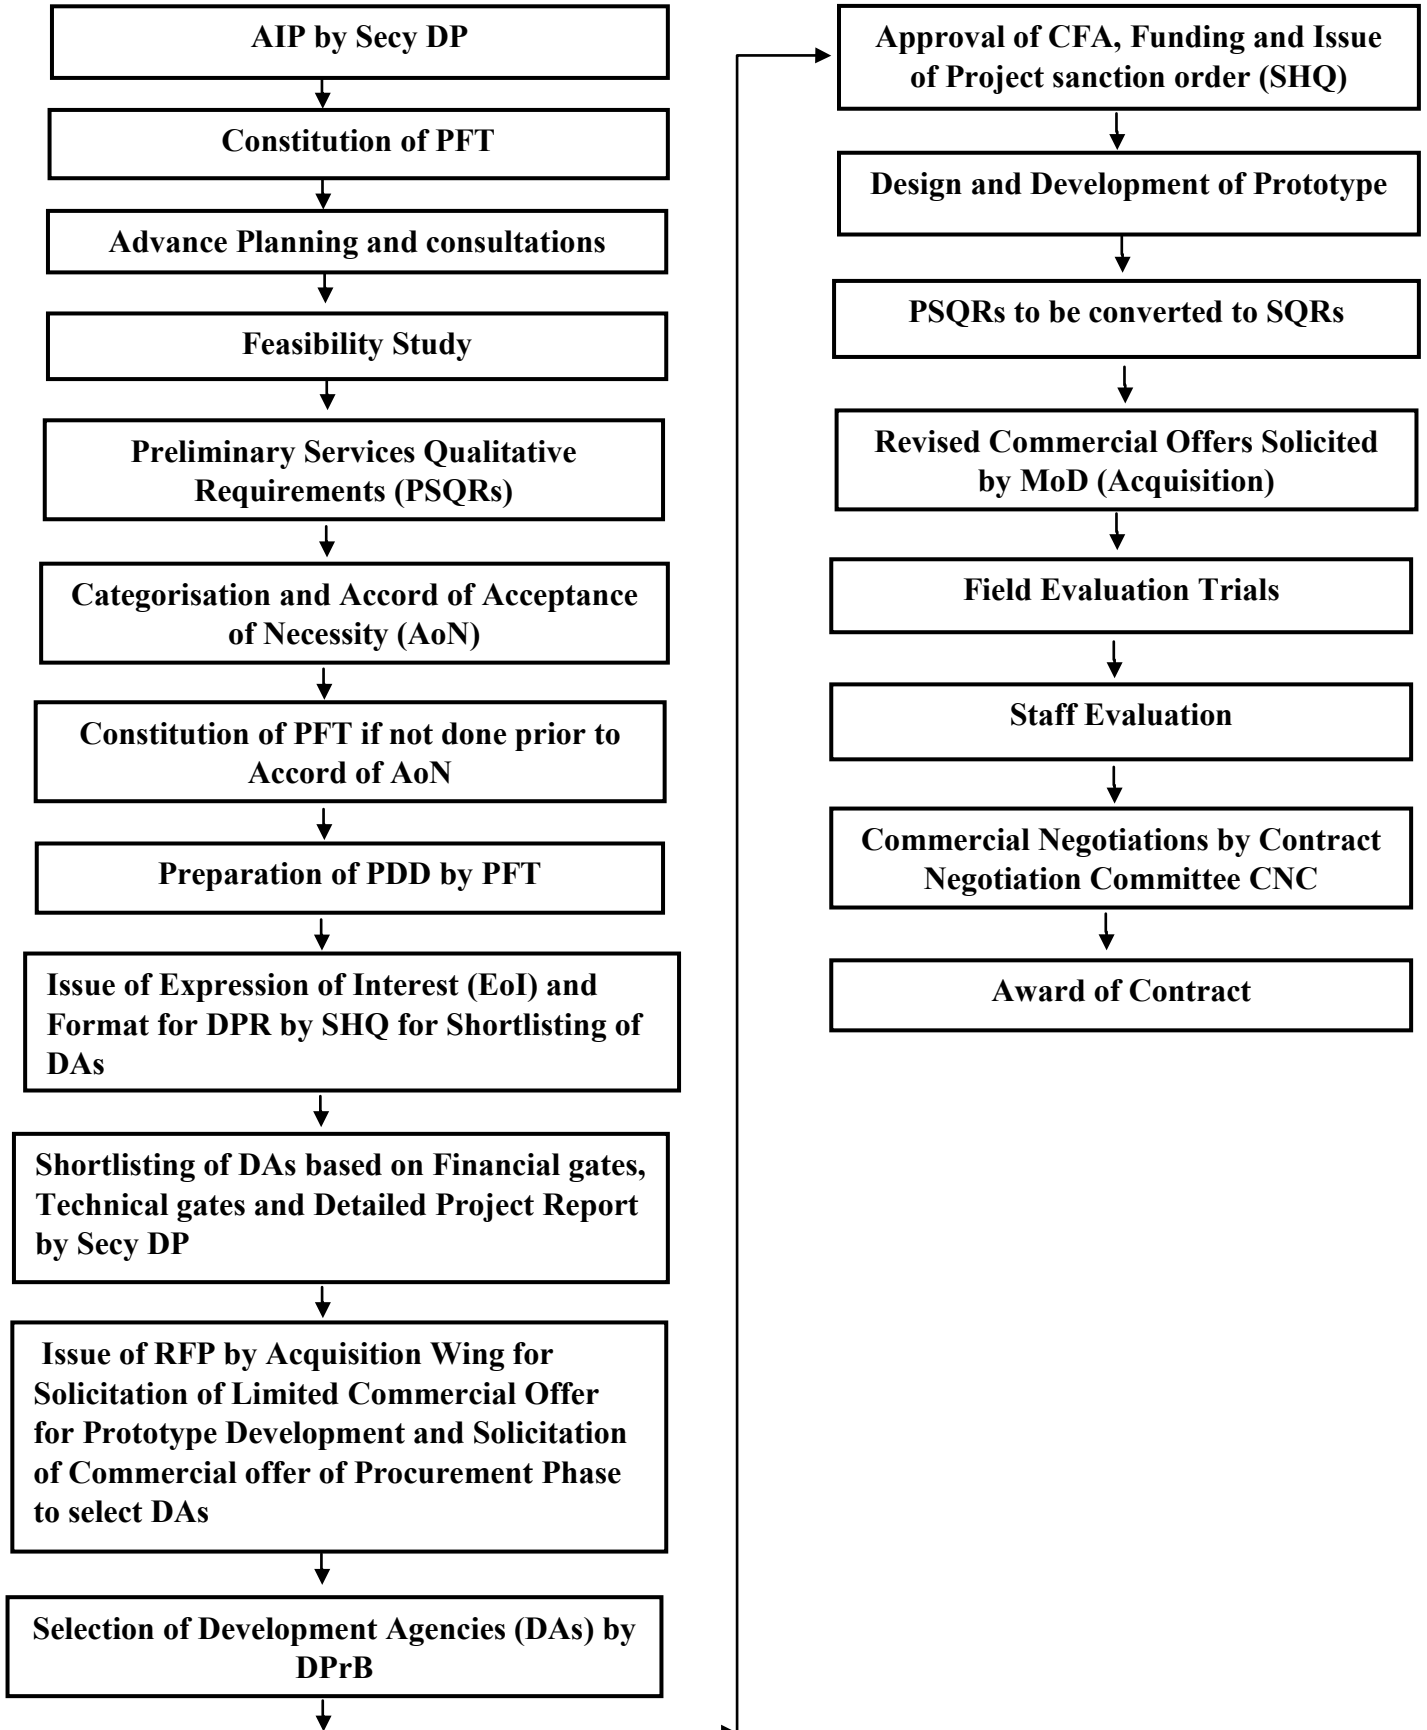 AIP by Secy DP
Constitution of PFT
Advance Planning and consultations
Feasibility Study
Preliminary Services Qualitative
Requirements (PSQRs)
Categorisation and Accord of Acceptance
of Necessity (AoN)
Constitution of PFT if not done prior to
Accord of AoN
Preparation of PDD by PFT
Issue of Expression of Interest (EoI) and
Format for DPR by SHQ for Shortlisting of
DAs
Shortlisting of DAs based on Financial gates,
Technical gates and Detailed Project Report
by Secy DP
Issue of RFP by Acquisition Wing for
Solicitation of Limited Commercial Offer
for Prototype Development and Solicitation
of Commercial offer of Procurement Phase
to select DAs
Selection of Development Agencies (DAs) by
DPrB
Approval of CFA, Funding and Issue
of Project sanction order (SHQ)
Design and Development of Prototype
PSQRs to be converted to SQRs
Revised Commercial Offers Solicited
by MoD (Acquisition)
Field Evaluation Trials
Staff Evaluation
Commercial Negotiations by Contract
Negotiation Committee CNC
Award of Contract